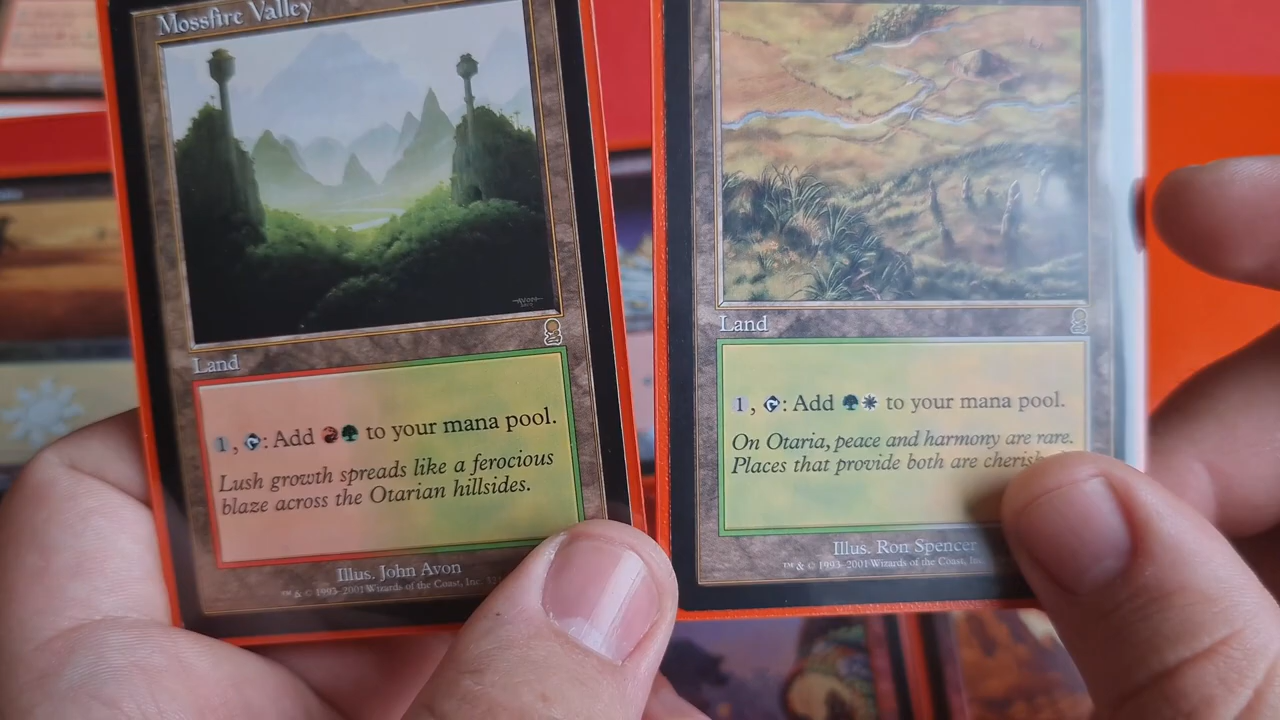 Mossfire Valley
AVON
Land
1, : Add to your mana pool.
Lush growth spreads like a ferocious
blaze across the Otarian hillsides.
Illus. John Avon
™ & © 1993-2001 Wizards of the Coast, Inc. 321
Land
1, : Add to your mana pool.
On Otaria, peace and harmony are rare.
Places that provide both are
Illus. Ron Spencer
™ & © 1993-2001 Wizards of the Coast, Inc.